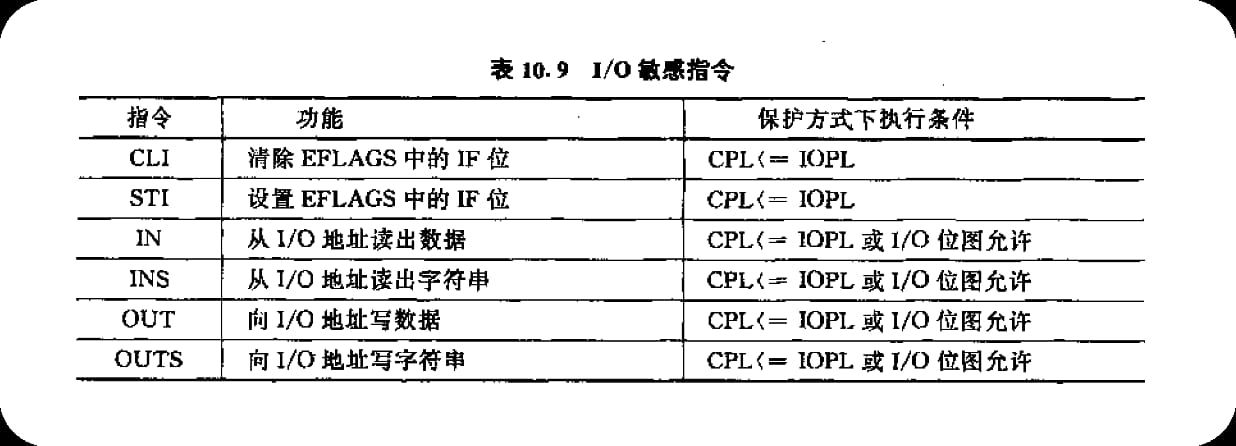 表 10.9 I/O 敏感指令
指令 功能 保护方式下执行条件
CLI 清除 EFLAGS 中的 IF 位 CPL<= IOPL
STI 设置 EFLAGS 中的 IF 位 CPL<= IOPL
IN 从 I/O 地址读出数据 CPL<= IOPL 或 I/O 位图允许
INS 从 I/O 地址读出字符串 CPL<= IOPL 或 I/O 位图允许
OUT 向 I/O 地址写数据 CPL<= IOPL 或 I/O 位图允许
OUTS 向 I/O 地址写字符串 CPL<= IOPL 或 I/O 位图允许